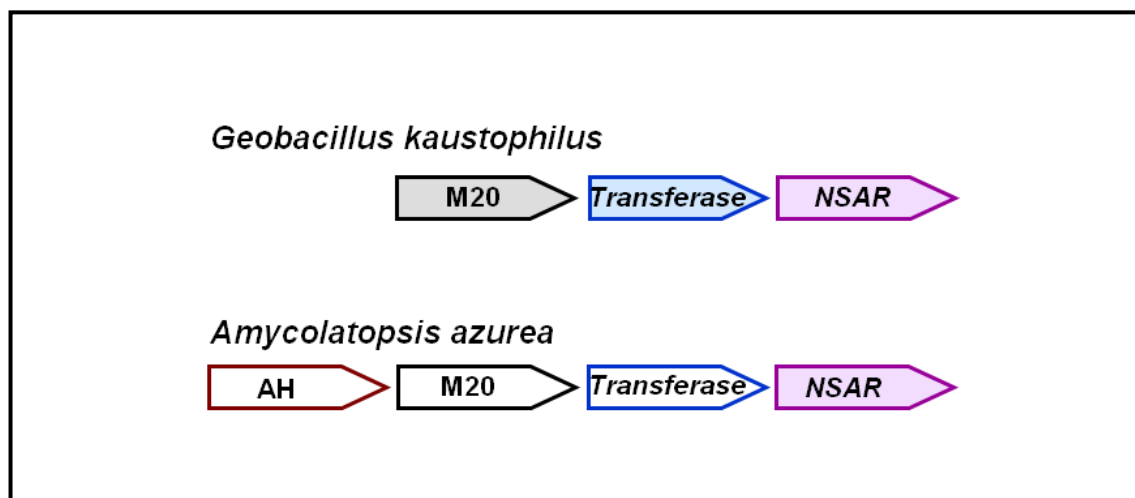 Geobacillus kaustophilus
M20 Transferase NSAR
Amycolatopsis azurea
AH M20 Transferase NSAR